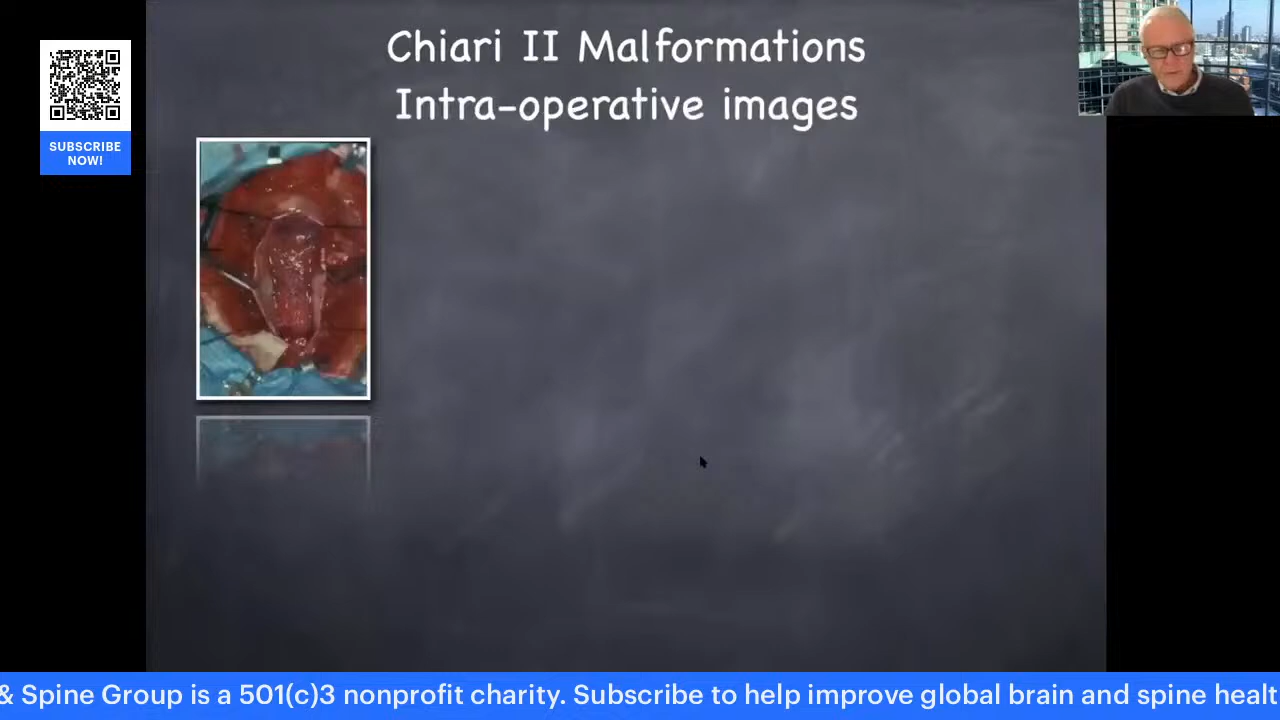 Chiari II Malformations
Intra-operative images
SUBSCRIBE
NOW!
& Spine Group is a 501(c)3 nonprofit charity. Subscribe to help improve global brain and spine healt